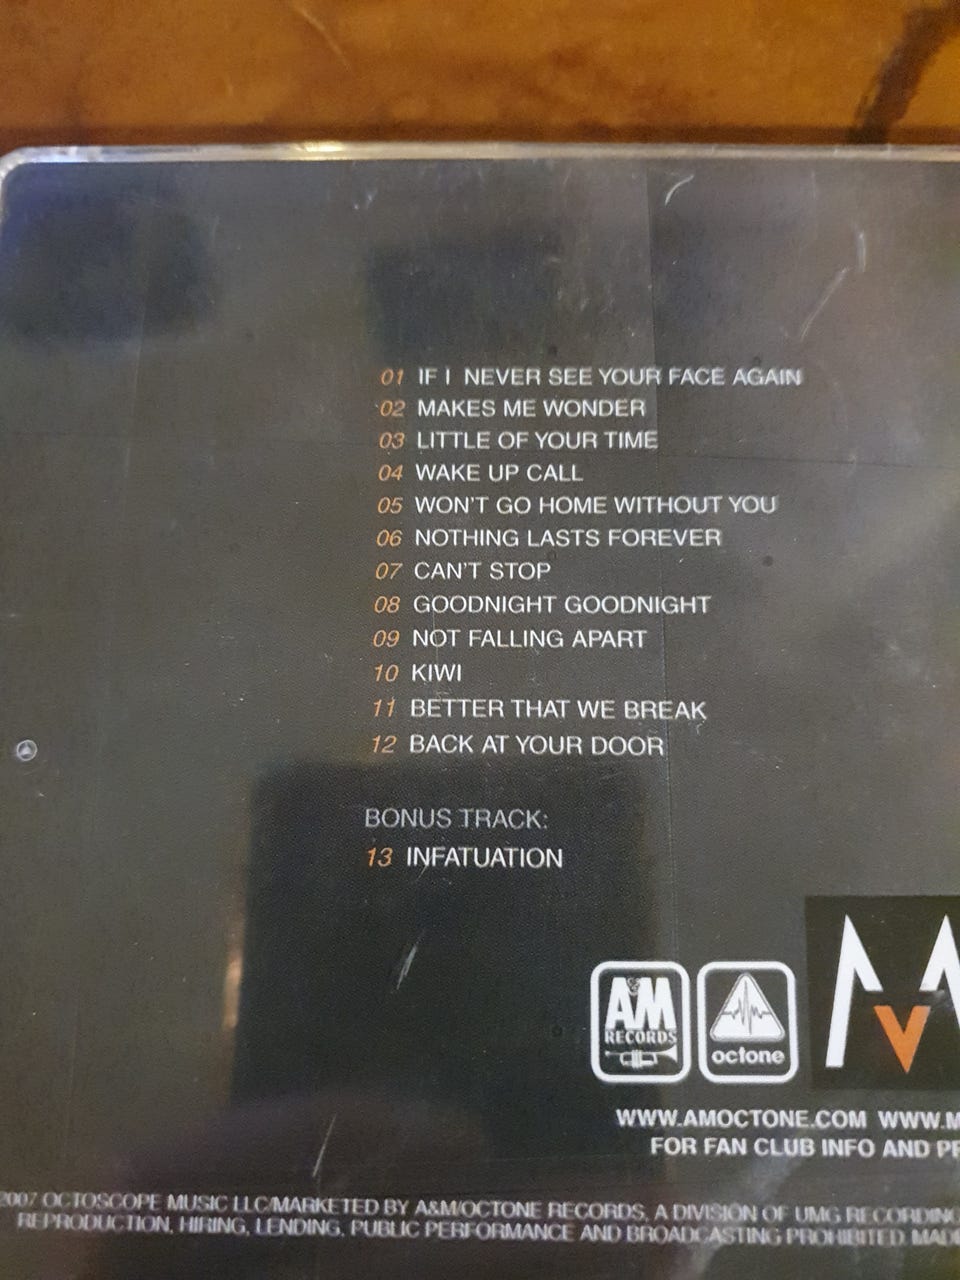 01 IF I NEVER SEE YOUR FACE AGAIN
02 MAKES ME WONDER
03 LITTLE OF YOUR TIME
04 WAKE UP CALL
05 WON'T GO HOME WITHOUT YOU
06 NOTHING LASTS FOREVER
07 CAN'T STOP
08 GOODNIGHT GOODNIGHT
09 NOT FALLING APART
10 KIWI
11 BETTER THAT WE BREAK
12 BACK AT YOUR DOOR
BONUS TRACK:
13 INFATUATION
A&M
RECORDS
octone
M
WWW.AMOCTONE.COM WWW.M
FOR FAN CLUB INFO AND PR
2007 OCTOSCOPE MUSIC LLC/MARKETED BY A&M/OCTONE RECORDS, A DIVISION OF UMG RECORDING
REPRODUCTION, HIRING, LENDING, PUBLIC PERFORMANCE AND BROADCASTING PROHIBITED. MADE